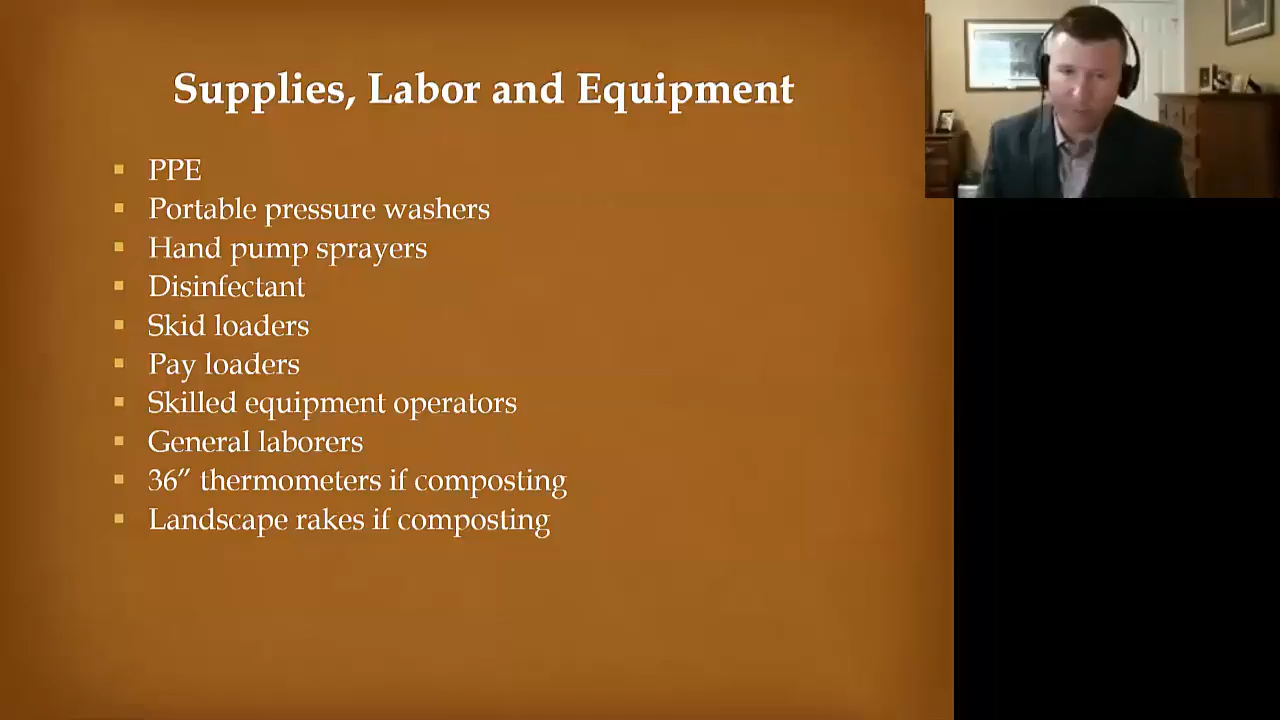 Supplies, Labor and Equipment
PPE
Portable pressure washers
Hand pump sprayers
Disinfectant
Skid loaders
Pay loaders
Skilled equipment operators
General laborers
36” thermometers if composting
Landscape rakes if composting